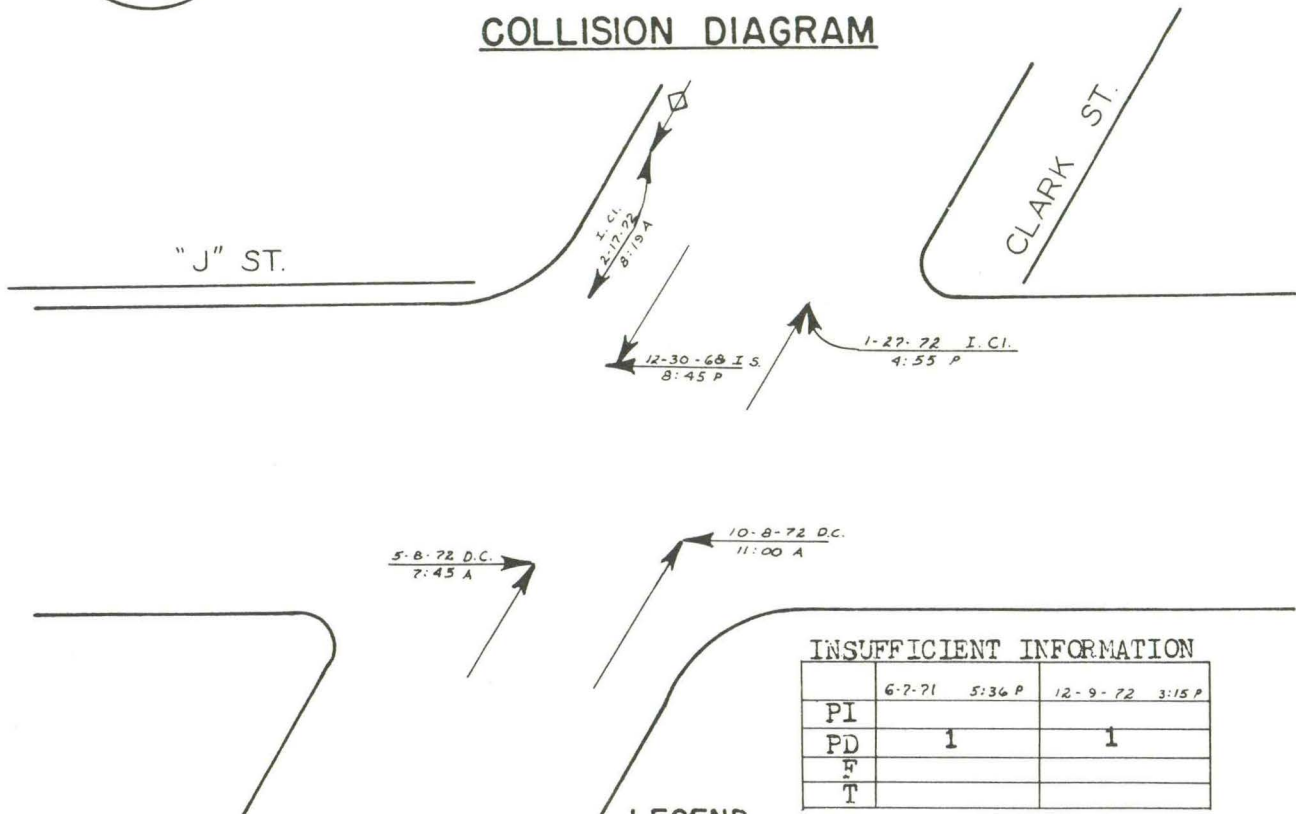 COLLISION DIAGRAM
CLARK ST.
"J" ST.
I. Cl.
2-17-72
8:19 A
12-30-68 I S.
8:45 P
1-27-72 I. Cl.
4:55 P
5-8-72 D.C.
7:45 A
10-8-72 D.C.
11:00 A
INSUFFICIENT INFORMATION
6-7-71 5:36 P 12-9-72 3:15 P
PI
PD 1 1
F
T
LEGEND